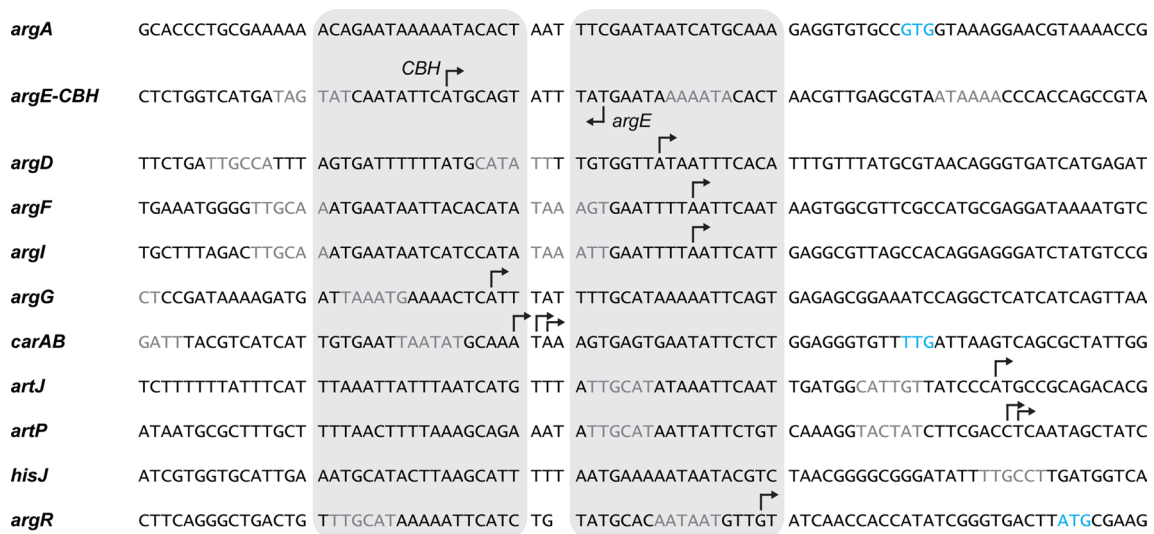 argA GCACCCTGCGAAAAA ACAGAATAAAAATACACT AAT TTCGAATAATCATGCAAA GAGGTGTGCCGTGGTAAAGGAACGTAAAACCG
CBH
argE-CBH CTCTGGTCATGATAG TATCAATATTCATGCAGT ATT TATGAATAAAAATACACT AACGTTGAGCGTAATAAAACCCACCAGCCGTA
argE
argD TTCTGATTGCCATTT AGTGATTTTTTATGCATA TTT TGTGGTTATAATTTCACA TTTGTTTATGCGTAACAGGGTGATCATGAGAT
argF TGAAATGGGGTTGCA AATGAATAATTACACATA TAA AGTGAATTTTAATTCAAT AAGTGGCGTTCGCCATGCGAGGATAAAATGTC
argI TGCTTTAGACTTGCA AATGAATAATCATCCATA TAA ATTGAATTTTAATTCATT GAGGCGTTAGCCACAGGAGGGATCTATGTCCG
argG CTCCGATAAAAGATG ATTAAATGAAAACTCATT TAT TTTGCATAAAAATTCAGT GAGAGCGGAAATCCAGGCTCATCATCAGTTAA
carAB GATTTACGTCATCAT TGTGAATTAATATGCAAA TAA AGTGAGTGAATATTCTCT GGAGGGTGTTTTGATTAAGTCAGCGCTATTGG
artJ TCTTTTTTATTTCAT TTAAATTATTTAATCATG TTT ATTGCATATAAATTCAAT TGATGGCATTGTTATCCCATGCCGCAGACACG
artP ATAATGCGCTTTGCT TTTAACTTTTAAAGCAGA AAT ATTGCATAATTATTCTGT CAAAGGTACTATCTTCGACCTCAATAGCTATC
hisJ ATCGTGGTGCATTGA AATGCATACTTAAGCATT TTT AATGAAAAATAATACGTC TAACGGGGCGGGATATTTTGCCTTGATGGTCA
argR CTTCAGGGCTGACTG TTTGCATAAAAATTCATC TG TATGCACAATAATGTTGT ATCAACCACCATATCGGGTGACTTATGCGAAG